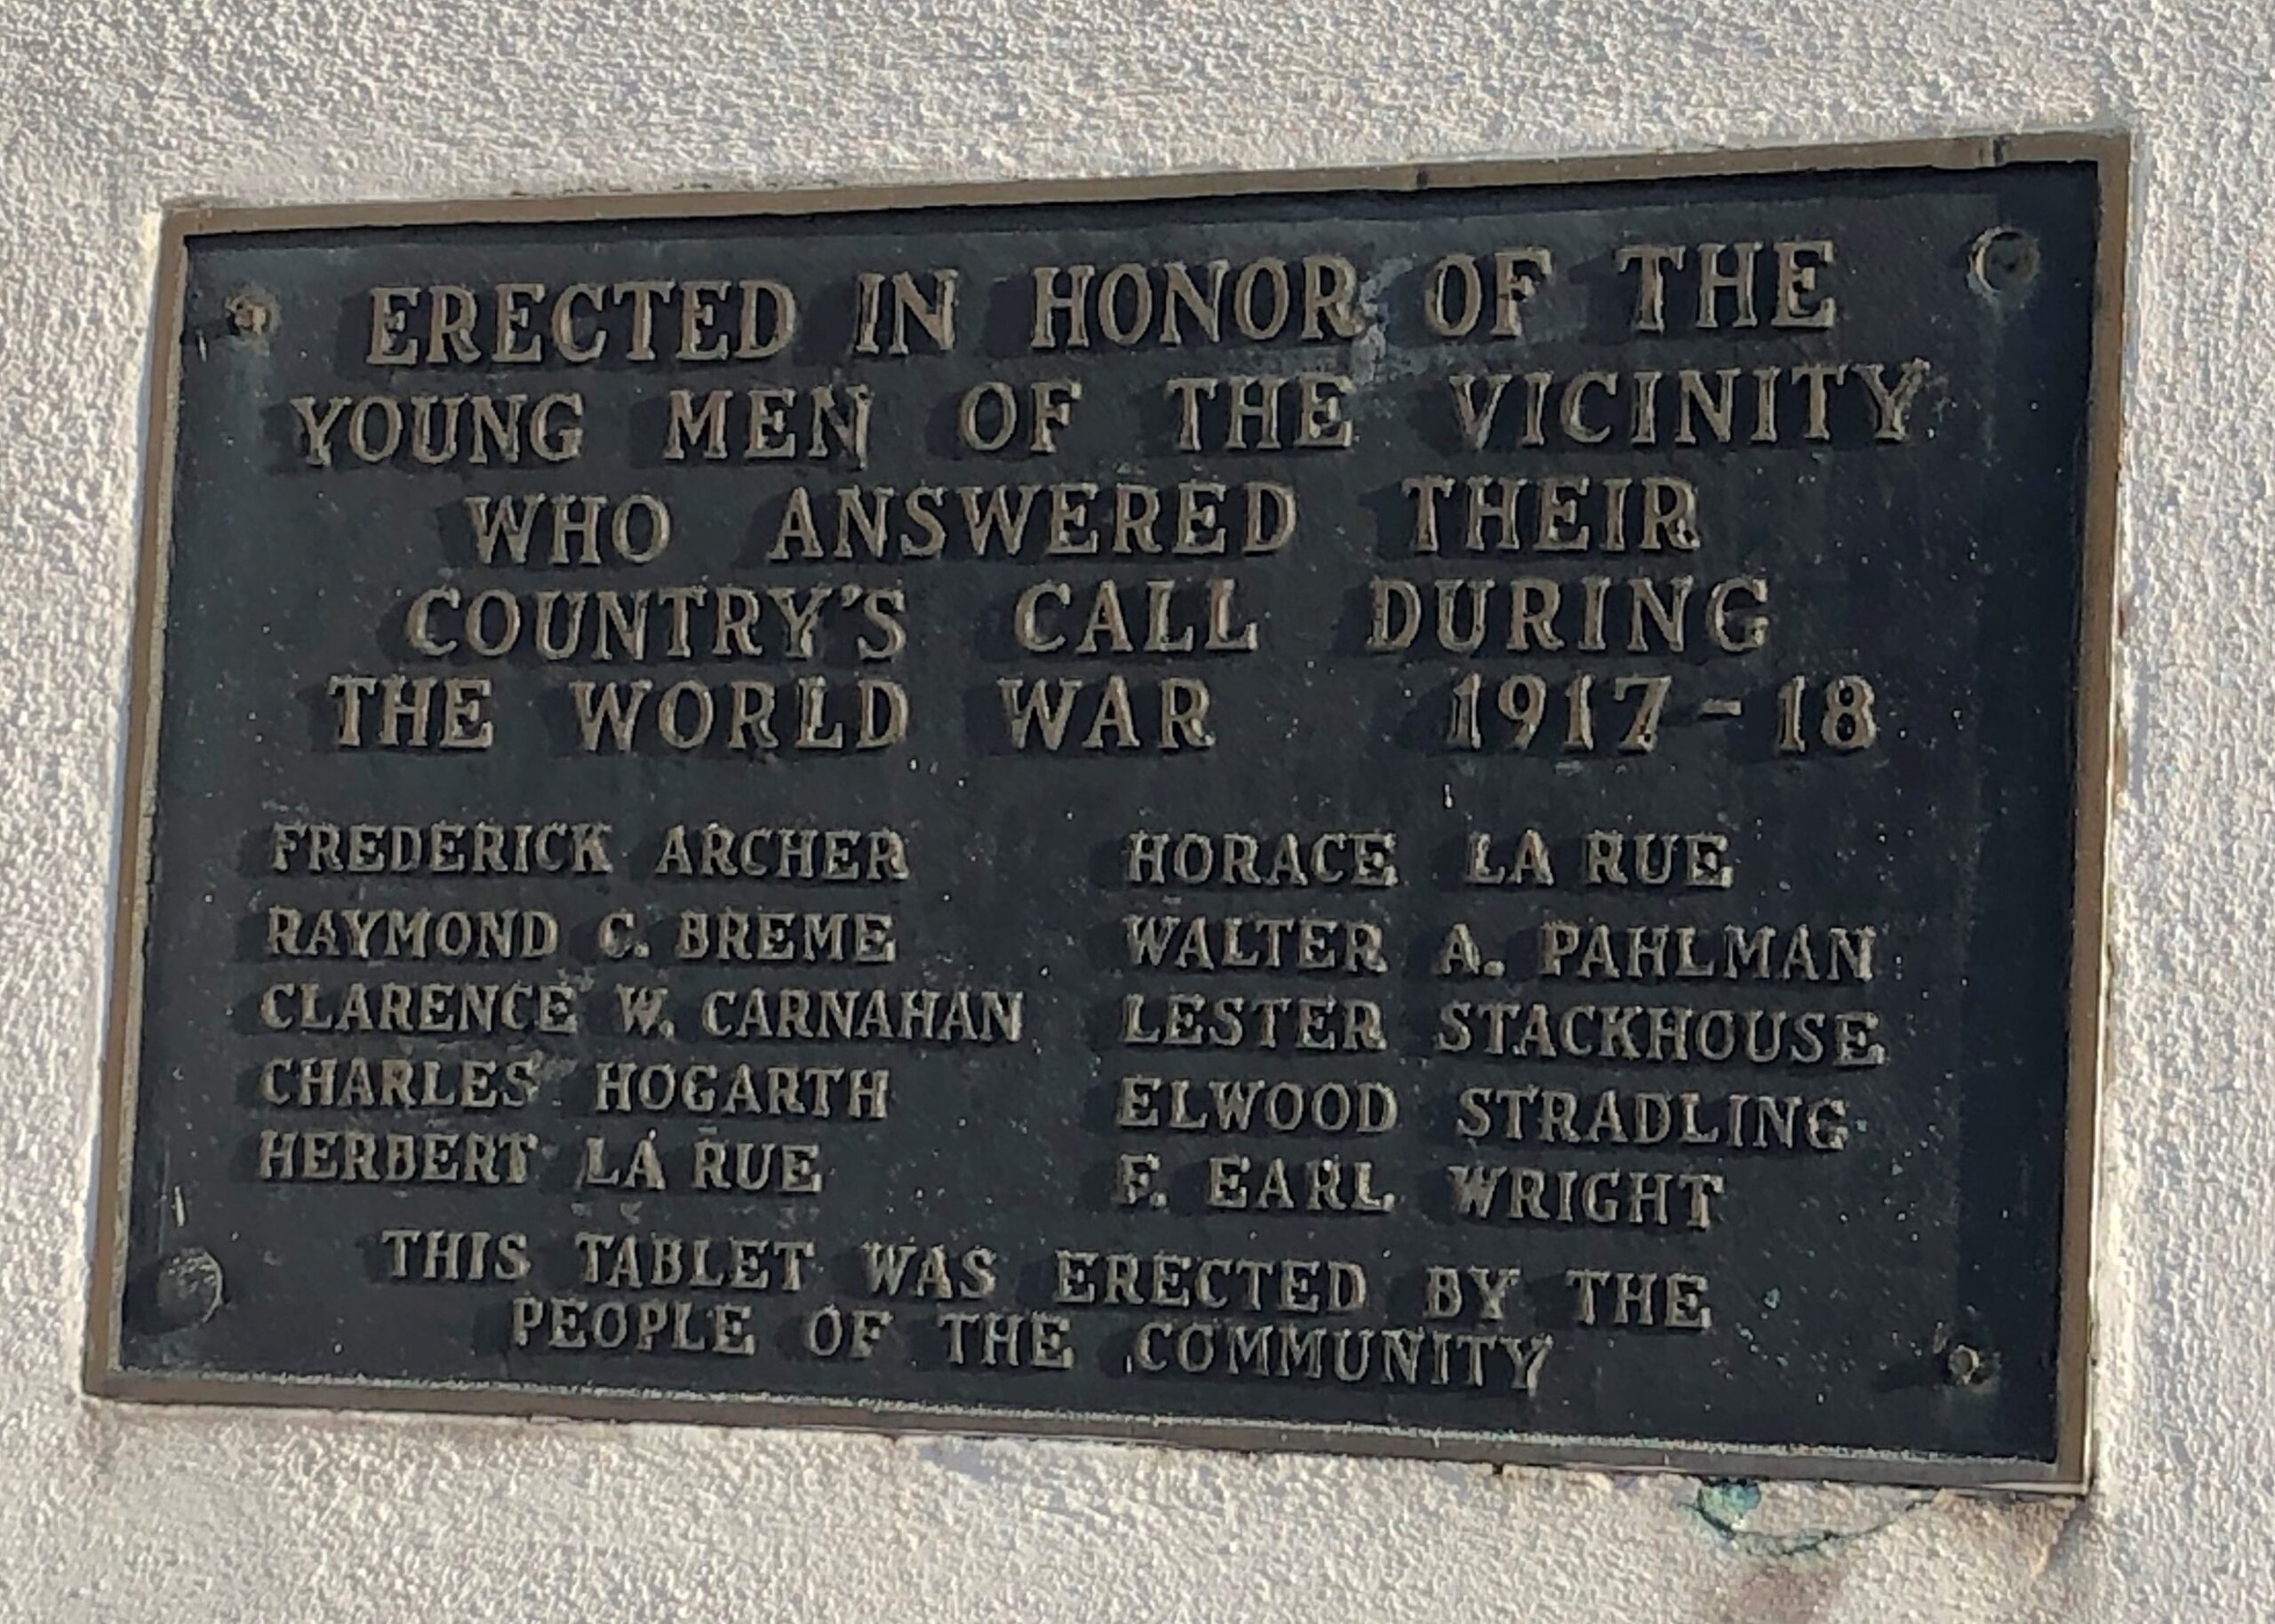 ERECTED IN HONOR OF THE
YOUNG MEN OF THE VICINITY
WHO ANSWERED THEIR
COUNTRY'S CALL DURING
THE WORLD WAR 1917-18
FREDERICK ARCHER
RAYMOND C. BREME
CLARENCE W. CARNAHAN
CHARLES HOGARTH
HERBERT LA RUE
HORACE LA RUE
WALTER A. PAHLMAN
LESTER STACKHOUSE
ELWOOD STRADLING
F. EARL WRIGHT
THIS TABLET WAS ERECTED BY THE
PEOPLE OF THE COMMUNITY